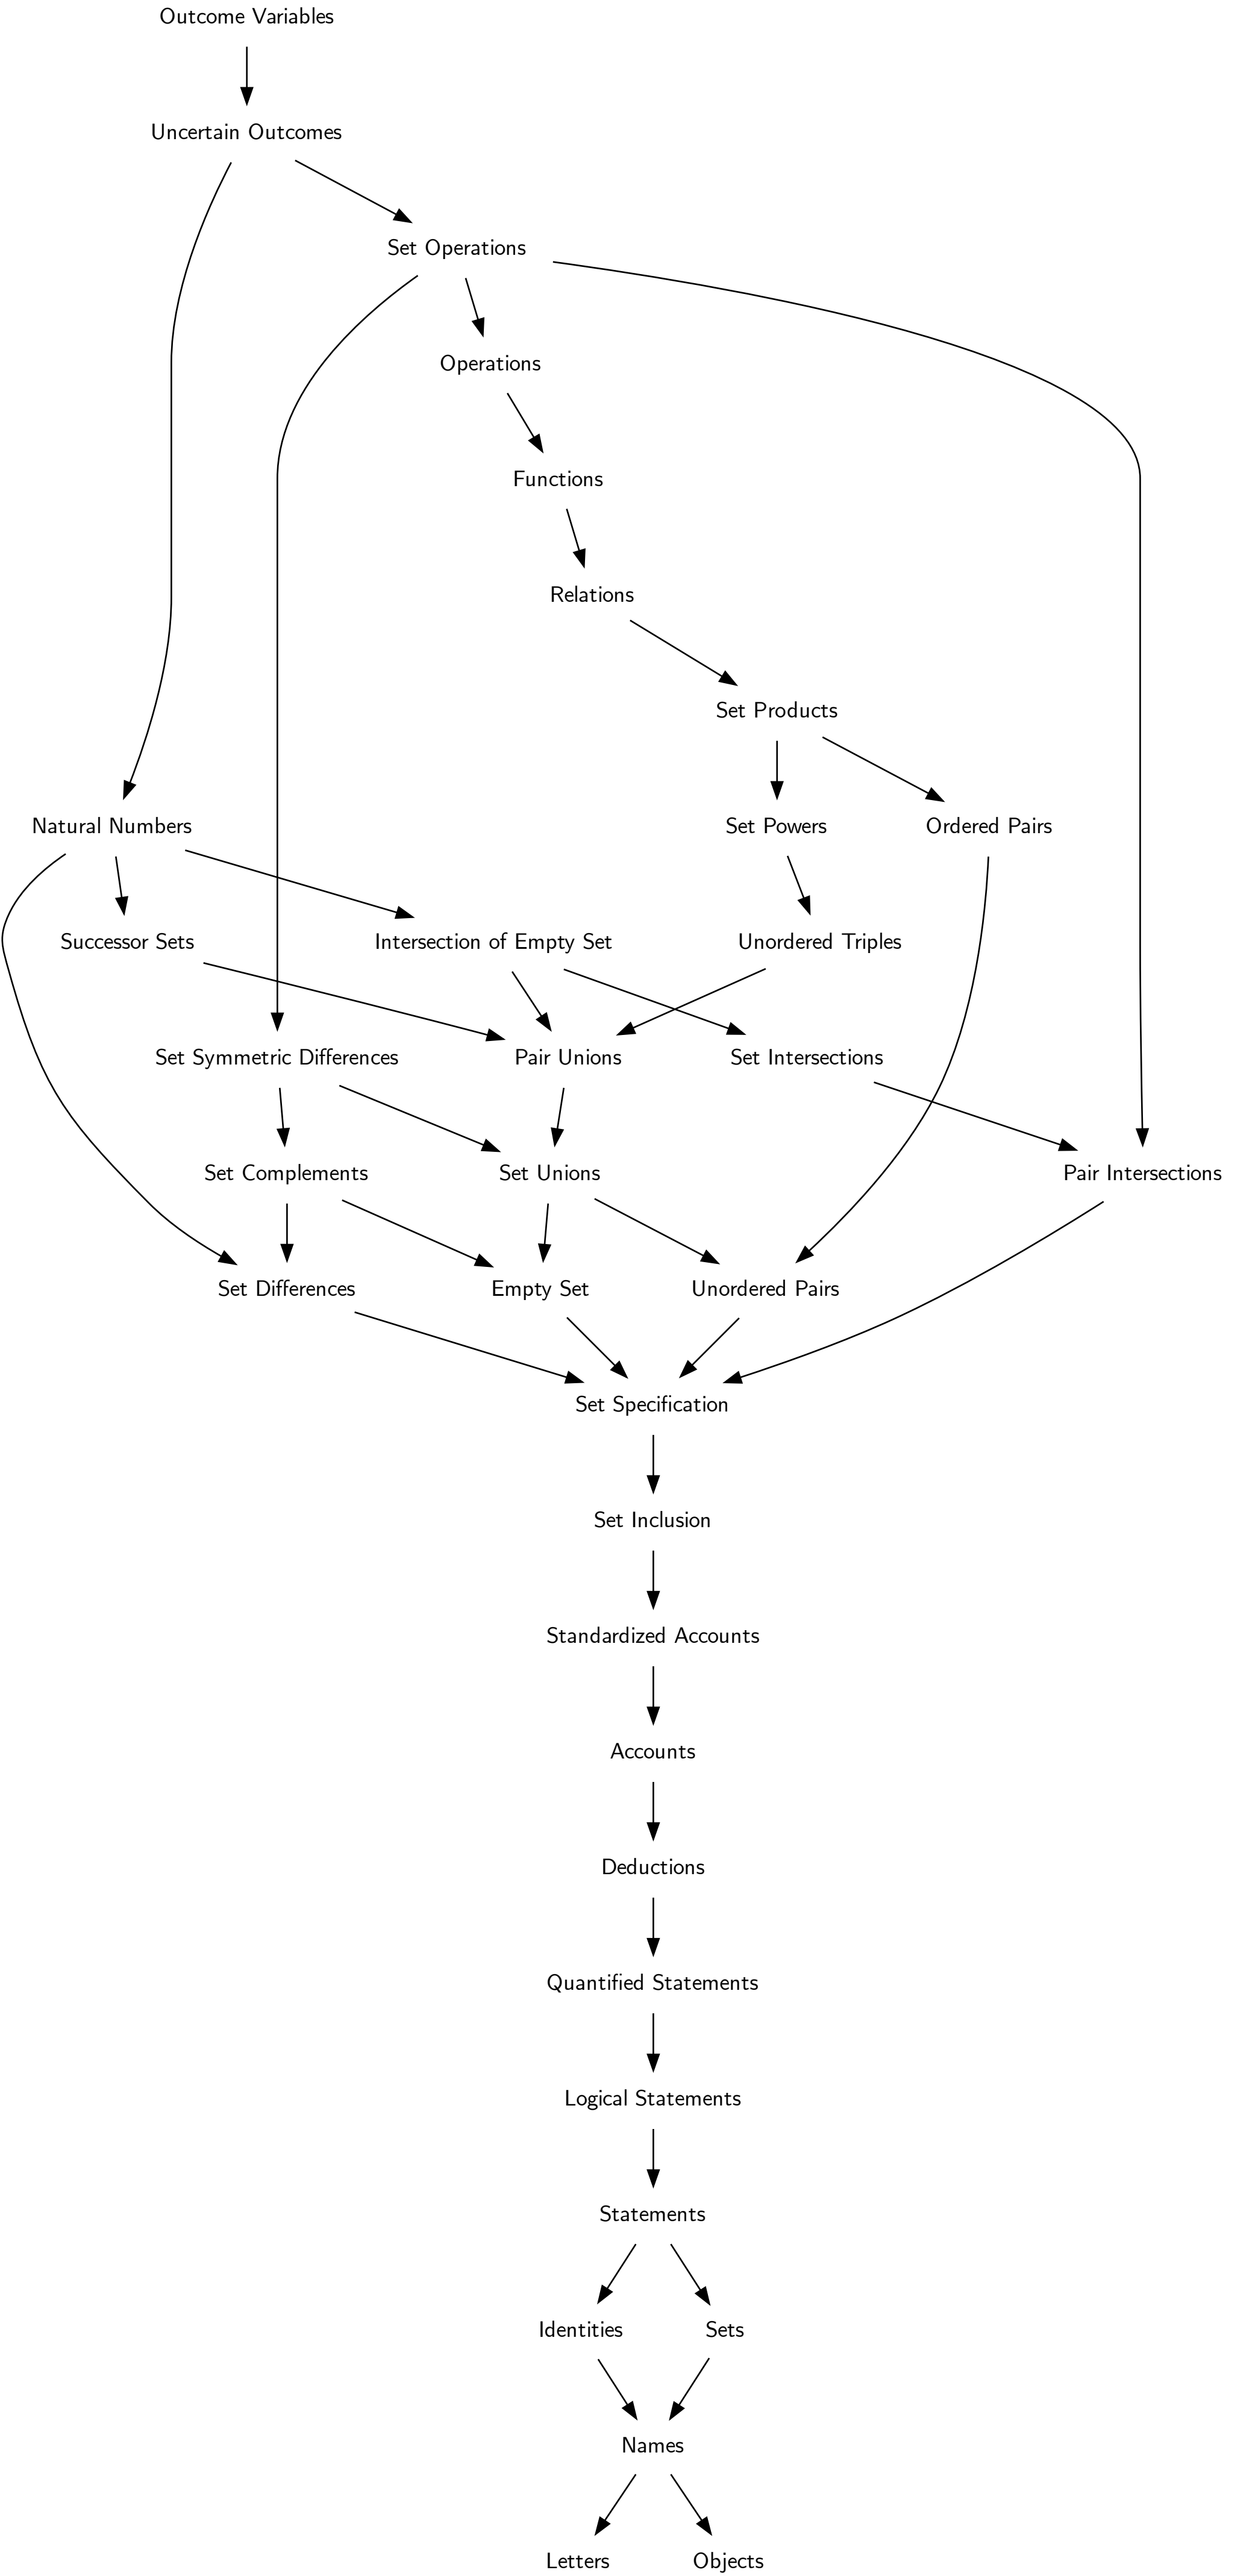 Outcome Variables
Uncertain Outcomes
Set Operations
Operations
Functions
Relations
Set Products
Natural Numbers
Set Powers
Ordered Pairs
Successor Sets
Intersection of Empty Set
Unordered Triples
Set Symmetric Differences
Pair Unions
Set Intersections
Set Complements
Set Unions
Pair Intersections
Set Differences
Empty Set
Unordered Pairs
Set Specification
Set Inclusion
Standardized Accounts
Accounts
Deductions
Quantified Statements
Logical Statements
Statements
Identities
Sets
Names
Letters
Objects